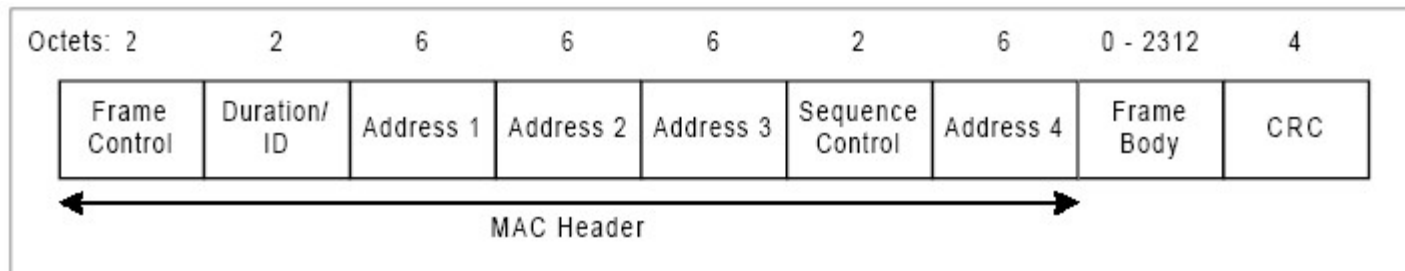 Octets: 2 2 6 6 6 2 6 0 - 2312 4
Frame Control
Duration/ ID
Address 1
Address 2
Address 3
Sequence Control
Address 4
Frame Body
CRC
MAC Header